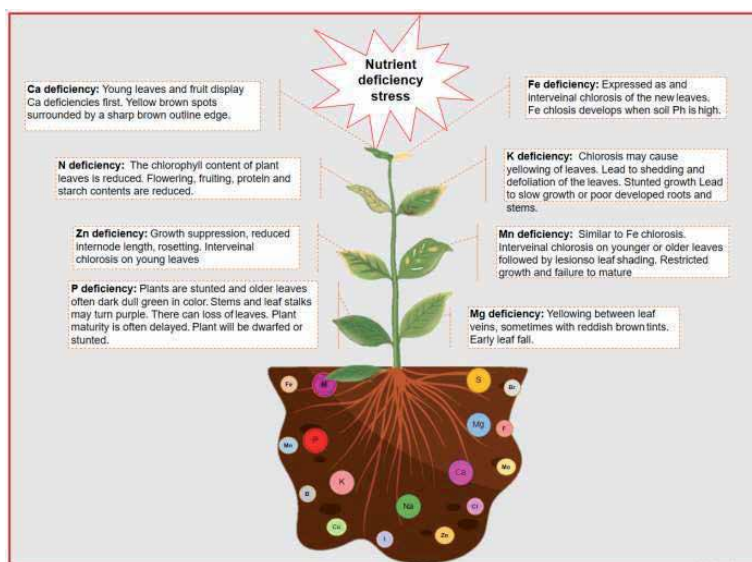 Nutrient
deficiency
stress
Ca deficiency: Young leaves and fruit display
Ca deficiencies first. Yellow brown spots
surrounded by a sharp brown outline edge.
Fe deficiency: Expressed as and
interveinil chlorosis of the new leaves.
Fe chlosis develops when soil Ph is high.
N deficiency: The chlorophyll content of plant
leaves is reduced. Flowering, fruiting, protein and
starch contents are reduced.
K deficiency: Chlorosis may cause
yellowing of leaves. Lead to shedding and
defoliation of the leaves. Stunted growth Lead
to slow growth or poor developed roots and
stems.
Zn deficiency: Growth suppression, reduced
internode length, rosetting. Interveinal
chlorosis on young leaves
Mn deficiency: Similar to Fe chlorosis.
Interveinil chlorosis on younger or older leaves
followed by lesionso leaf shading. Restricted
growth and failure to mature
P deficiency: Plants are stunted and older leaves
often dark dull green in color. Stems and leaf stalks
may turn purple. There can loss of leaves. Plant
maturity is often delayed. Plant will be dwarfed or
stunted.
Mg deficiency: Yellowing between leaf
veins, sometimes with reddish brown tints.
Early leaf fall.
Fe
S
Br
Mg
F
Mn
P
Ca
Mo
K
B
Na
Cl
Cu
I
Zn